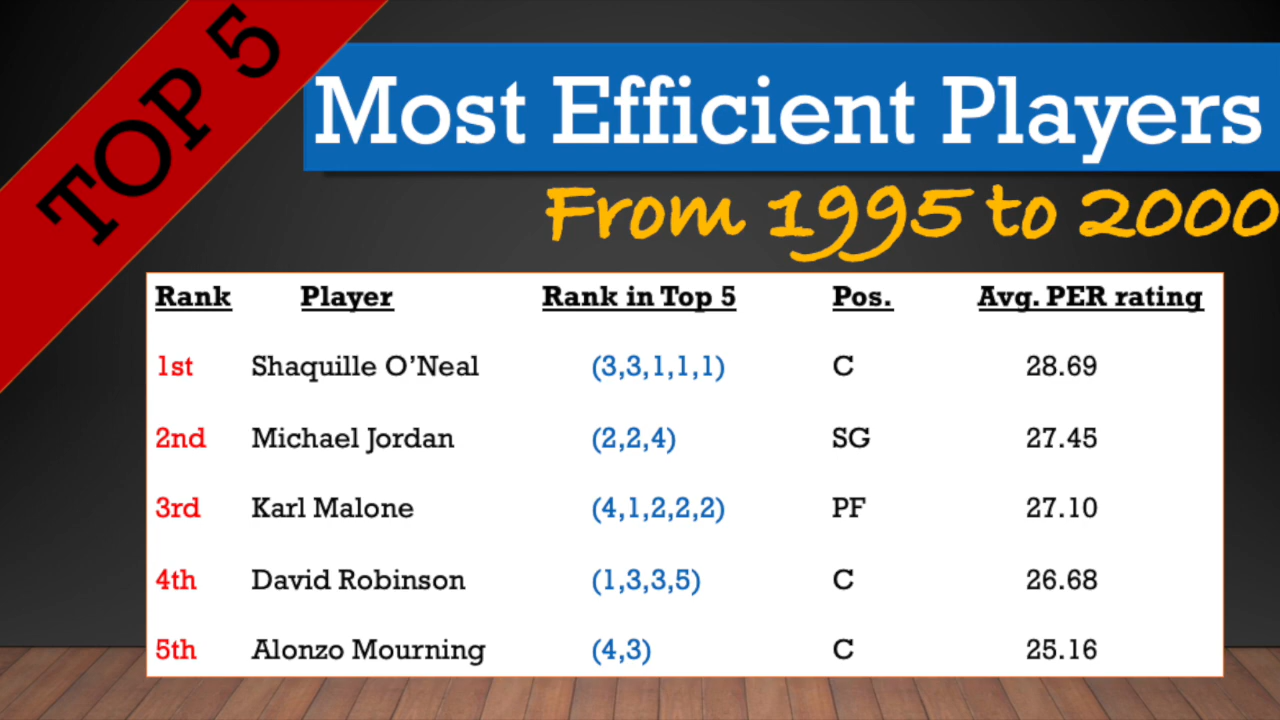 TOP 5
Most Efficient Players
From 1995 to 2000
Rank Player Rank in Top 5 Pos. Avg. PER rating
1st Shaquille O’Neal (3,3,1,1,1) C 28.69
2nd Michael Jordan (2,2,4) SG 27.45
3rd Karl Malone (4,1,2,2,2) PF 27.10
4th David Robinson (1,3,3,5) C 26.68
5th Alonzo Mourning (4,3) C 25.16